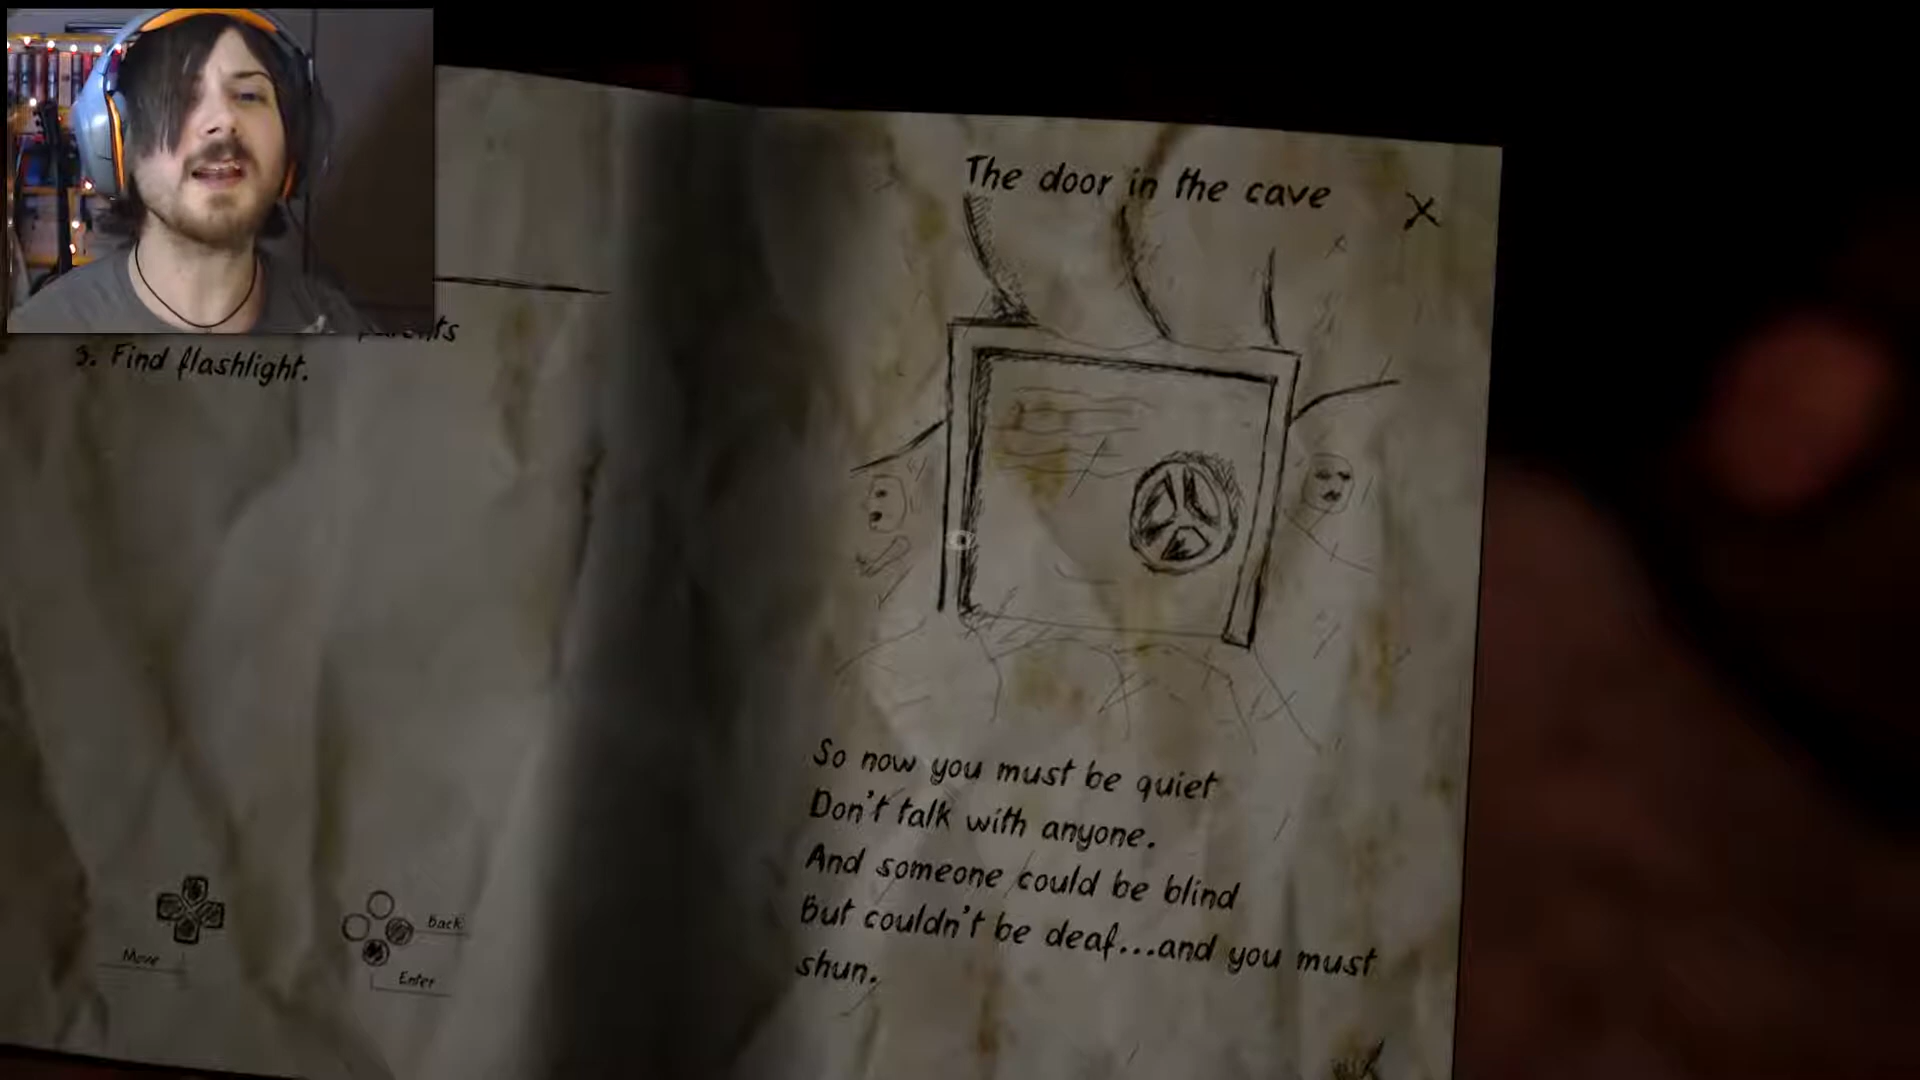 The door in the cave
parents
3. Find flashlight.
So now you must be quiet
Don't talk with anyone.
And someone could be blind
But couldn't be deaf...and you must
shun.
Back
Move
Enter